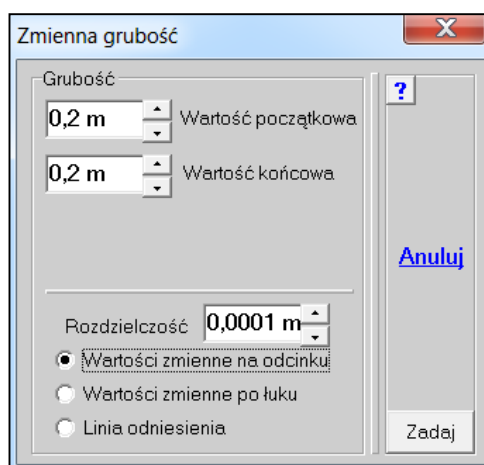 Zmienna grubość
X
Grubość
0,2 m Wartość początkowa
0,2 m Wartość końcowa
?
Anuluj
Rozdzielczość 0,0001 m
Wartości zmienne na odcinku
Wartości zmienne po łuku
Linia odniesienia
Zadaj